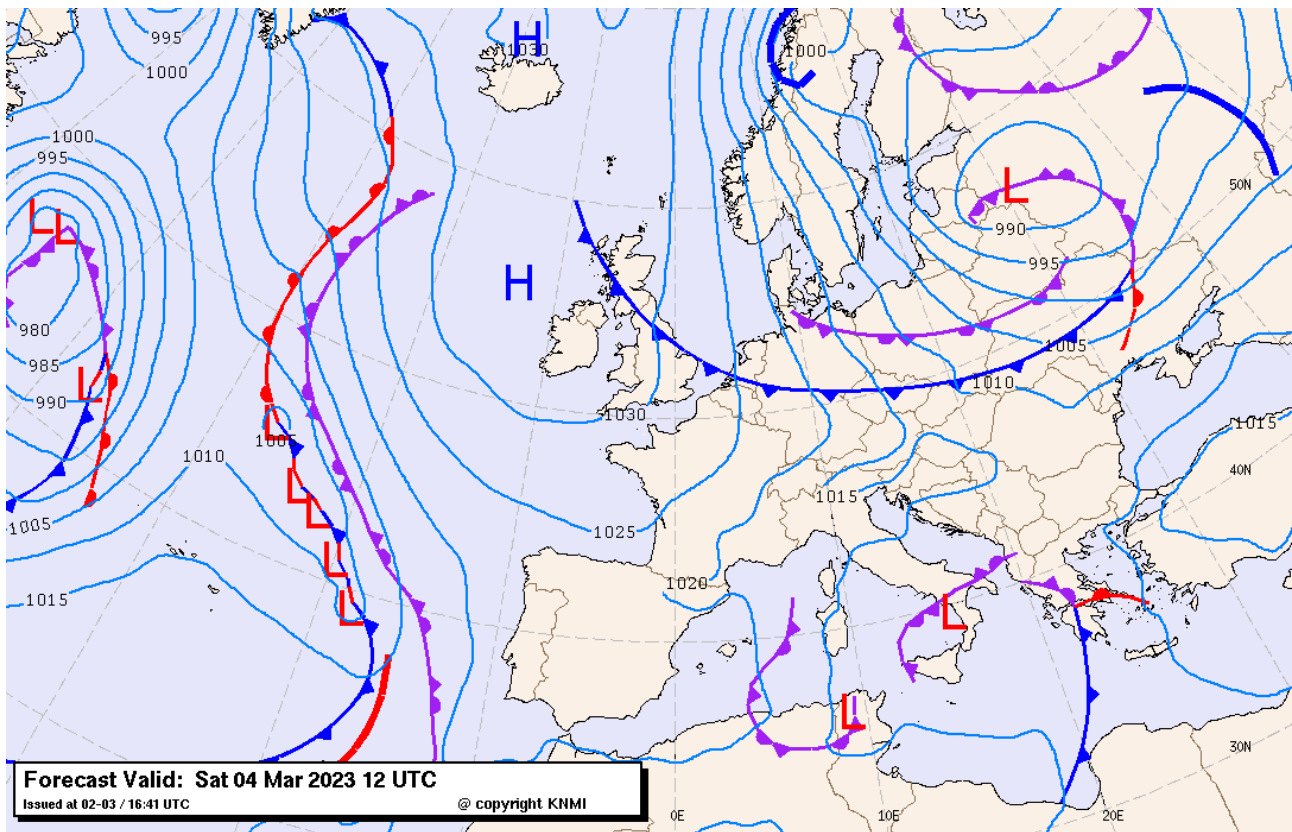 995
H
1030
1000
1000
1000
995
L
50N
L
L
990
995
H
980
1005
985
L
1010
990
1030
L
1005
1015
1010
40N
L
1015
L
1005
1025
L
1020
1015
L
L
L
30N
Forecast Valid: Sat 04 Mar 2023 12 UTC
Issued at 02-03 / 16:41 UTC @ copyright KNMI
0E
10E
20E